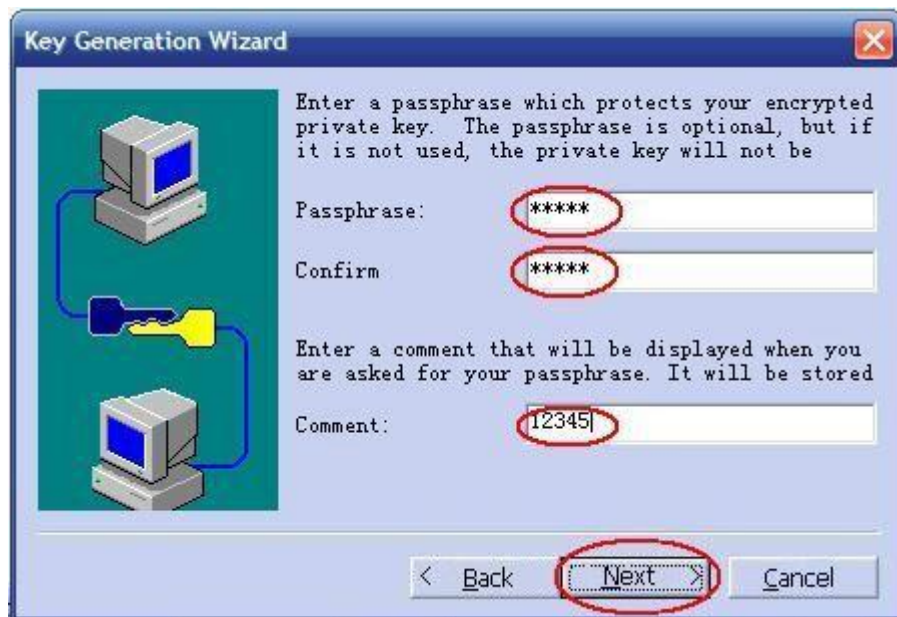 Key Generation Wizard
Enter a passphrase which protects your encrypted
private key. The passphrase is optional, but if
it is not used, the private key will not be
Passphrase: *****
Confirm *****
Enter a comment that will be displayed when you
are asked for your passphrase. It will be stored
Comment: 12345
< Back Next > Cancel